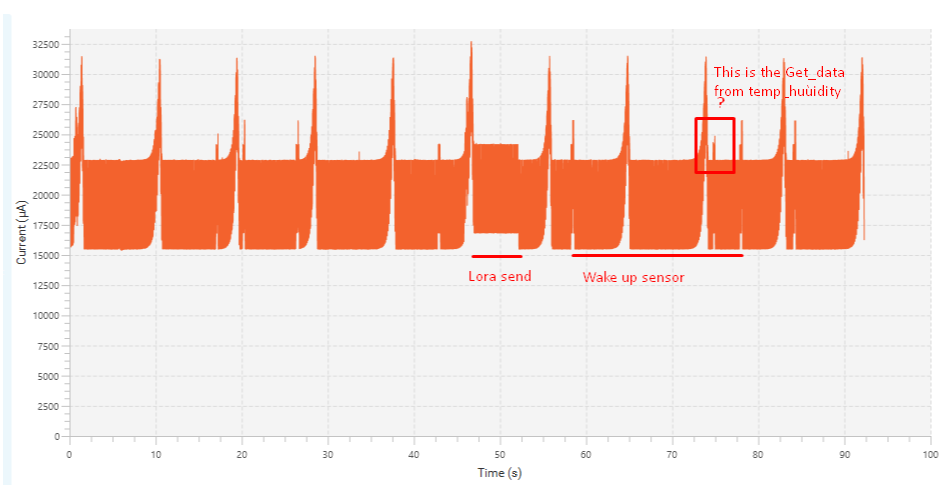 32500
30000
27500
25000
22500
20000
17500
15000
12500
10000
7500
5000
2500
0
Current (µA)
This is the Get_data
from temp_huùidity
?
Lora send
Wake up sensor
0 10 20 30 40 50 60 70 80 90 100
Time (s)